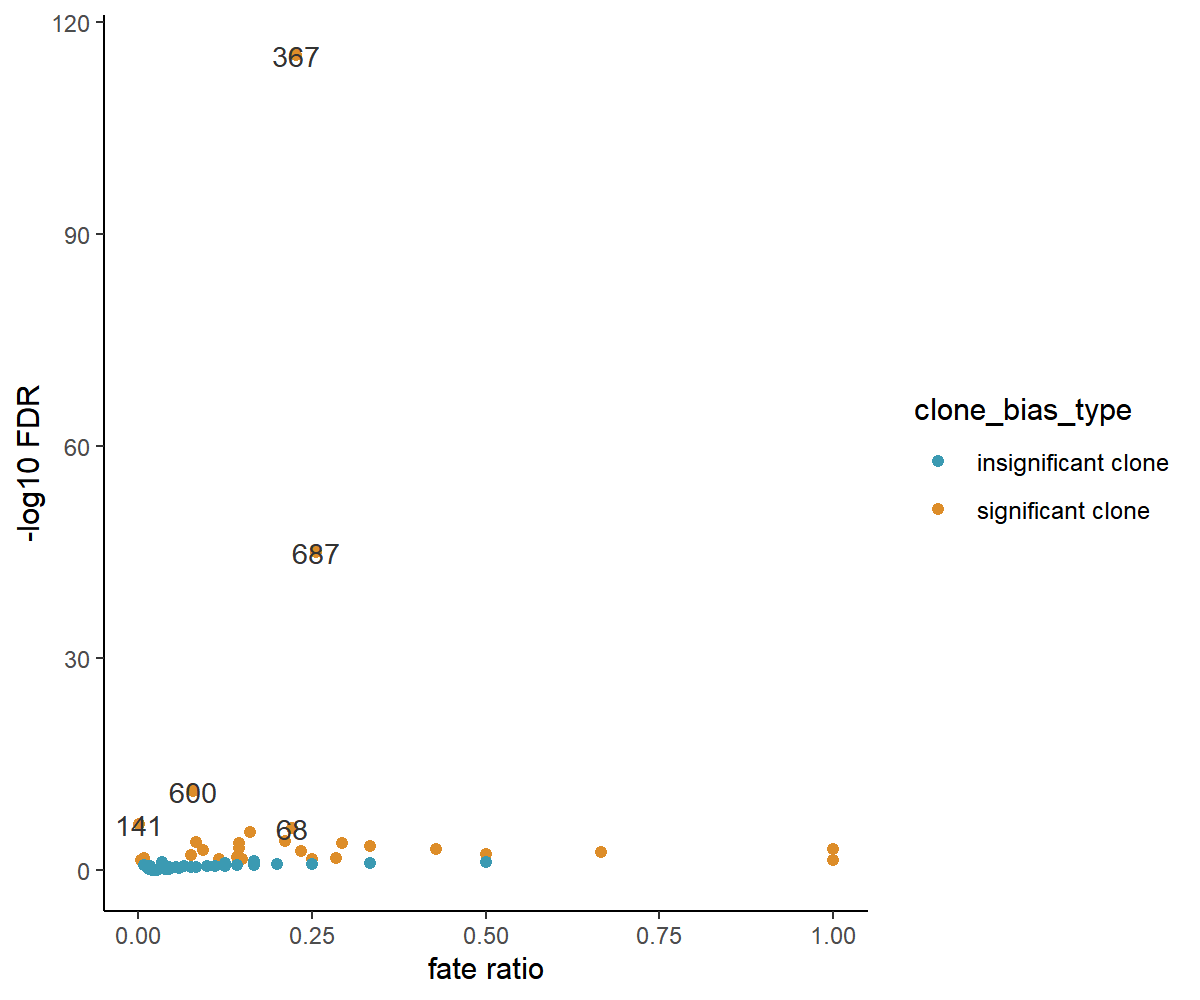 120
367
90
60
687
30
600
141
68
0
0.00 0.25 0.50 0.75 1.00
fate ratio
-log10 FDR
clone_bias_type
insignificant clone
significant clone